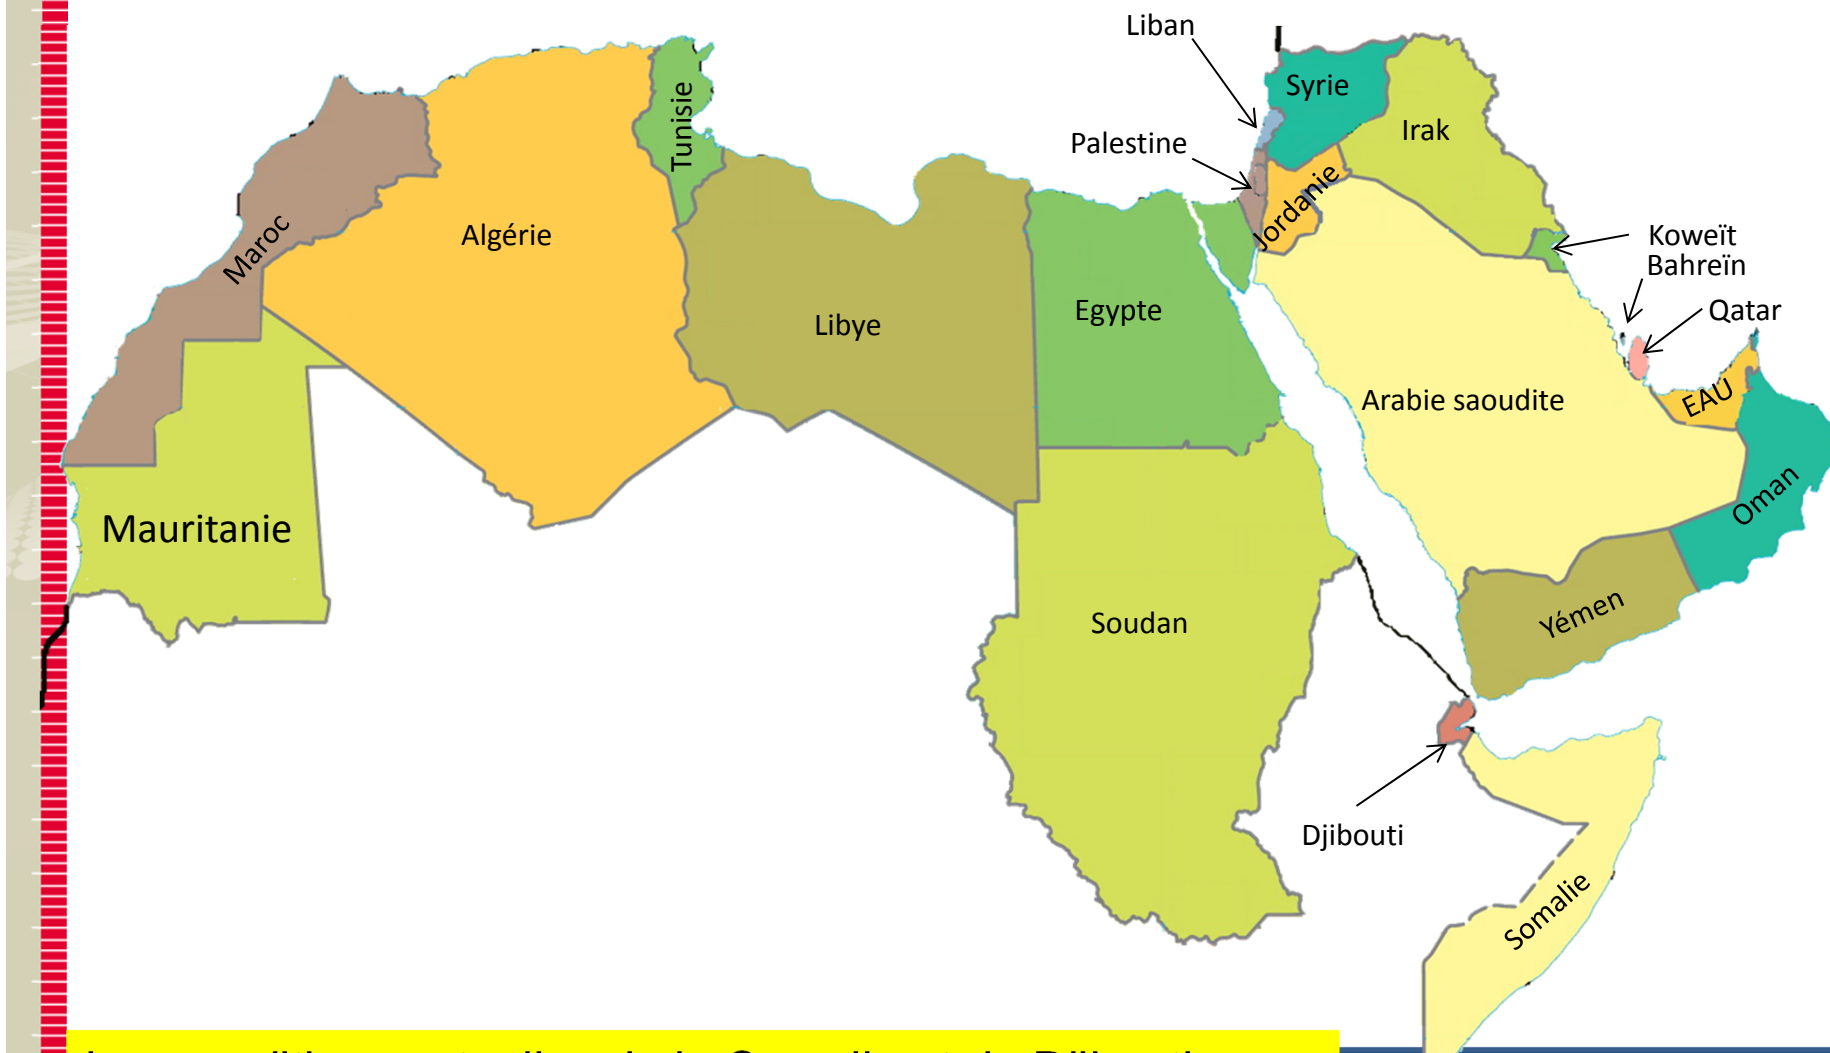 Liban
Syrie
Irak
Palestine
Jordanie
Tunisie
Algérie
Maroc
Koweït
Bahreïn
Qatar
Libye
Egypte
Arabie saoudite
EAU
Oman
Mauritanie
Yémen
Soudan
Djibouti
Somalie